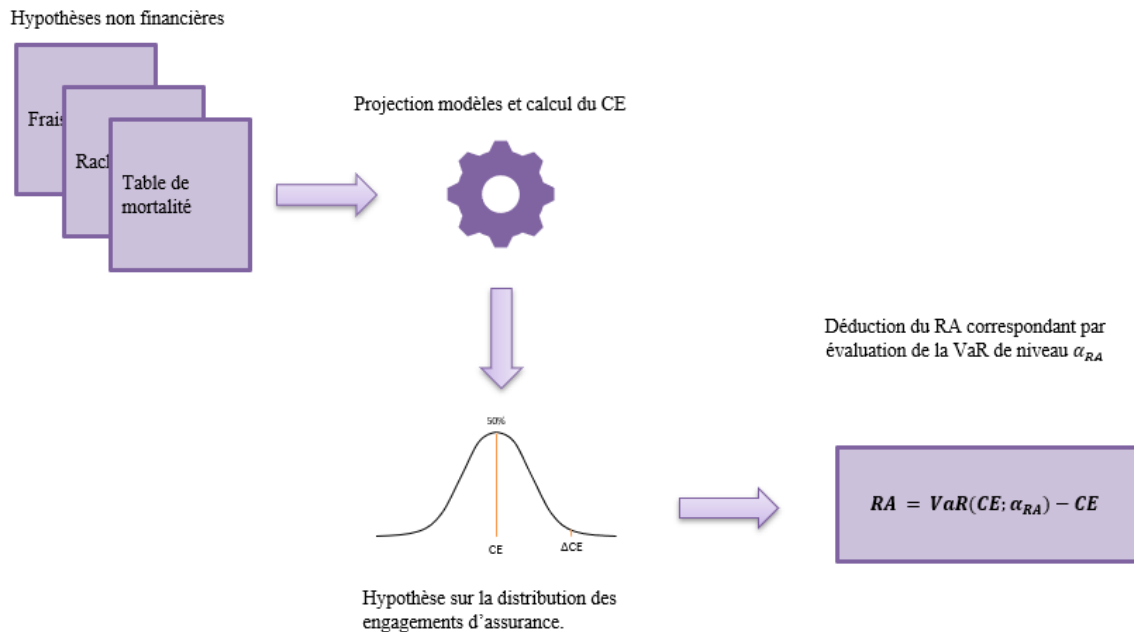 Hypothèses non financières
Frais
Table de
mortalité
Projection modèles et calcul du CE
50%
CE
ΔCE
Hypothèse sur la distribution des
engagements d’assurance.
Déduction du RA correspondant par
évaluation de la VaR de niveau α_RA
RA = VaR(CE; α_RA) − CE